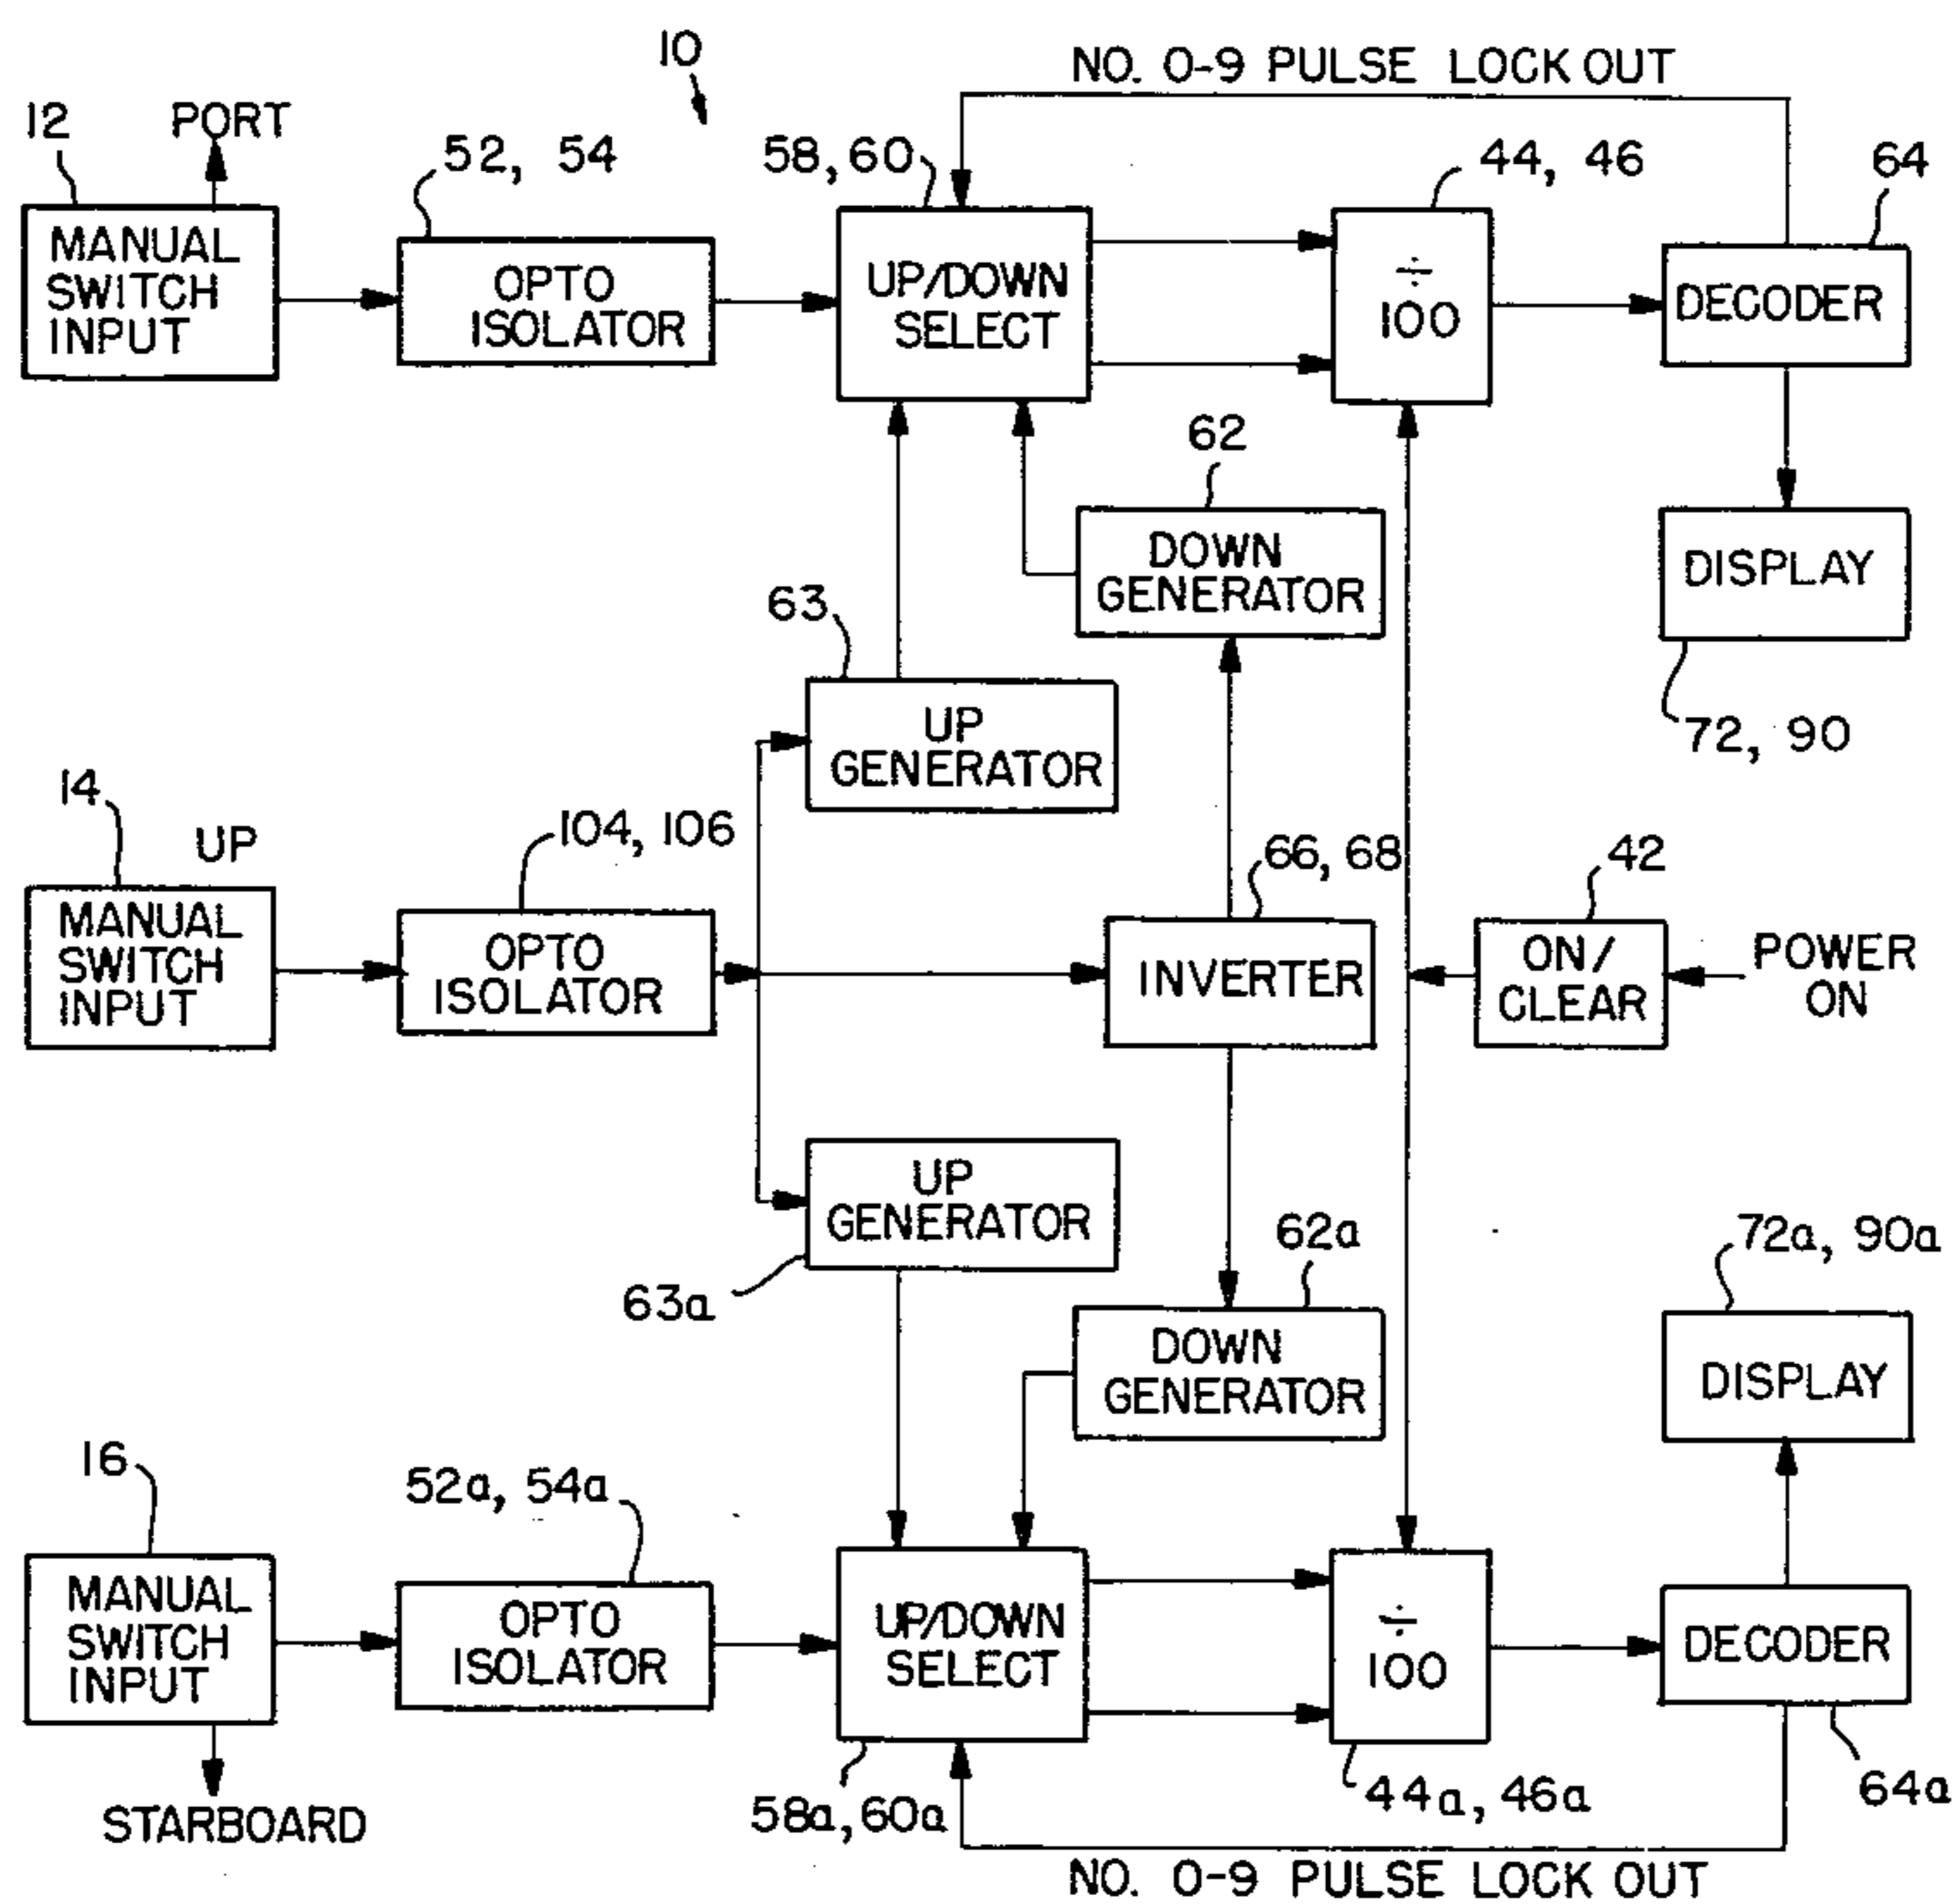 10
NO. 0-9 PULSE LOCK OUT
12
PORT
52, 54
58, 60
44, 46
64
MANUAL
SWITCH
INPUT
OPTO
ISOLATOR
UP/DOWN
SELECT
÷
100
DECODER
62
DOWN
GENERATOR
DISPLAY
72, 90
63
UP
GENERATOR
14
UP
104, 106
66, 68
42
MANUAL
SWITCH
INPUT
OPTO
ISOLATOR
INVERTER
ON/
CLEAR
POWER
ON
UP
GENERATOR
63a
62a
DOWN
GENERATOR
72a, 90a
DISPLAY
16
52a, 54a
MANUAL
SWITCH
INPUT
OPTO
ISOLATOR
UP/DOWN
SELECT
÷
100
DECODER
STARBOARD
58a, 60a
44a, 46a
64a
NO. 0-9 PULSE LOCK OUT